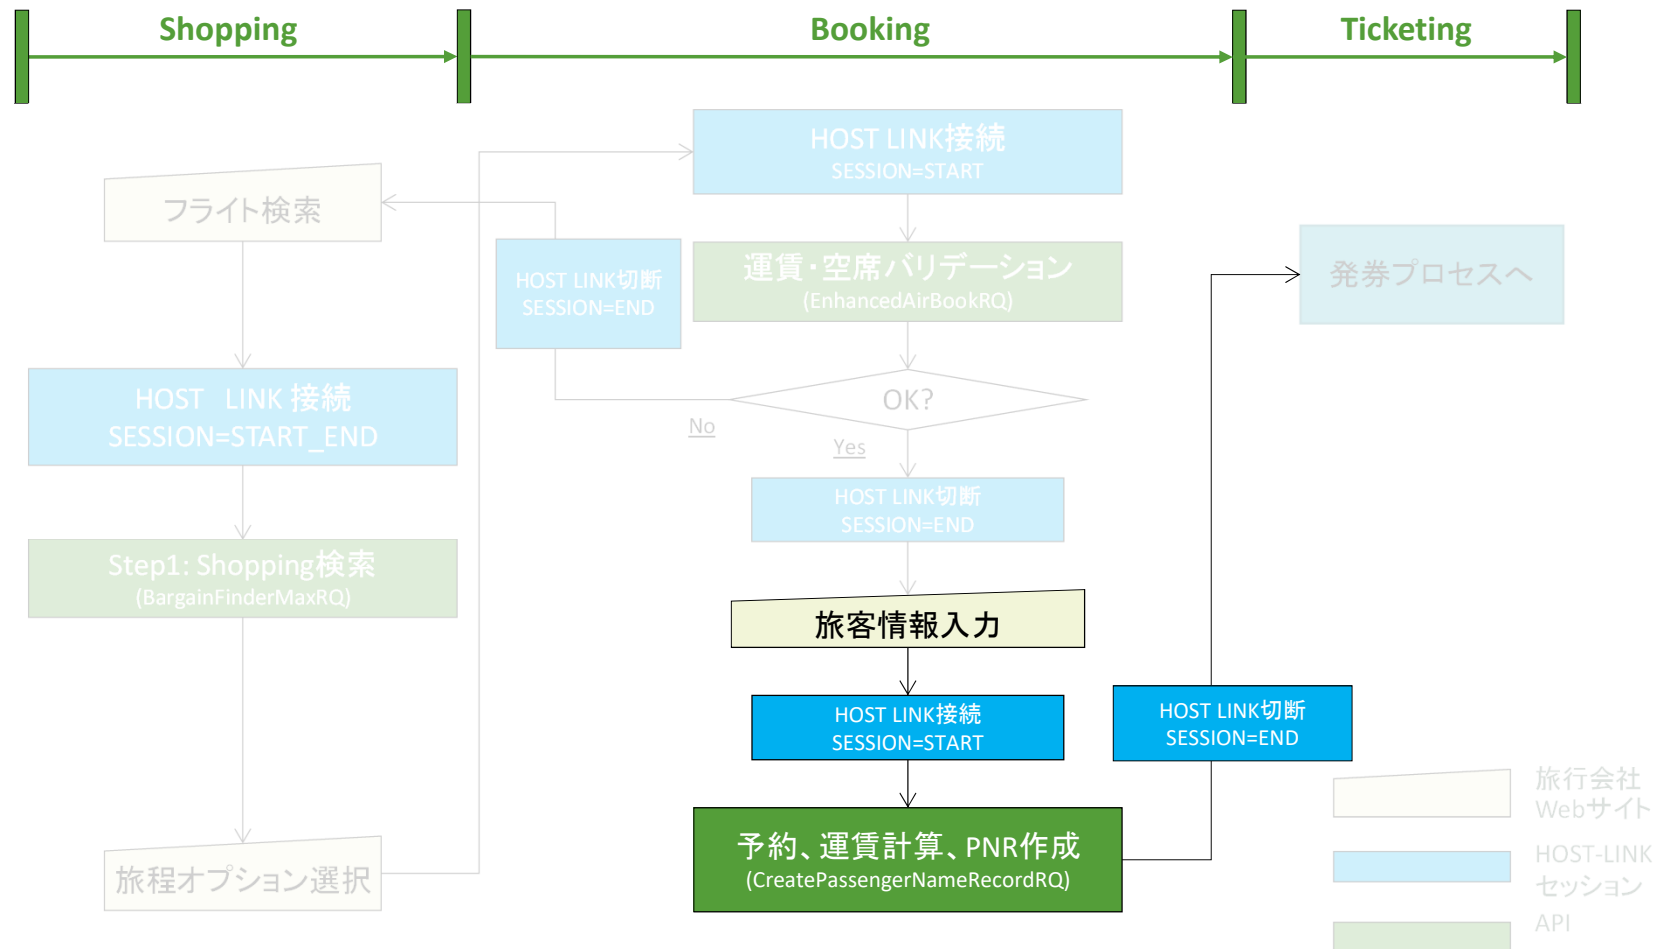 Shopping
Booking
Ticketing
フライト検索
HOST LINK 接続
SESSION=START_END
Step1: Shopping検索
(BargainFinderMaxRQ)
旅程オプション選択
HOST LINK接続
SESSION=START
運賃・空席バリデーション
(EnhancedAirBookRQ)
HOST LINK切断
SESSION=END
OK?
No
Yes
HOST LINK切断
SESSION=END
旅客情報入力
HOST LINK接続
SESSION=START
予約、運賃計算、PNR作成
(CreatePassengerNameRecordRQ)
HOST LINK切断
SESSION=END
発券プロセスへ
旅行会社
Webサイト
HOST-LINK
セッション
API